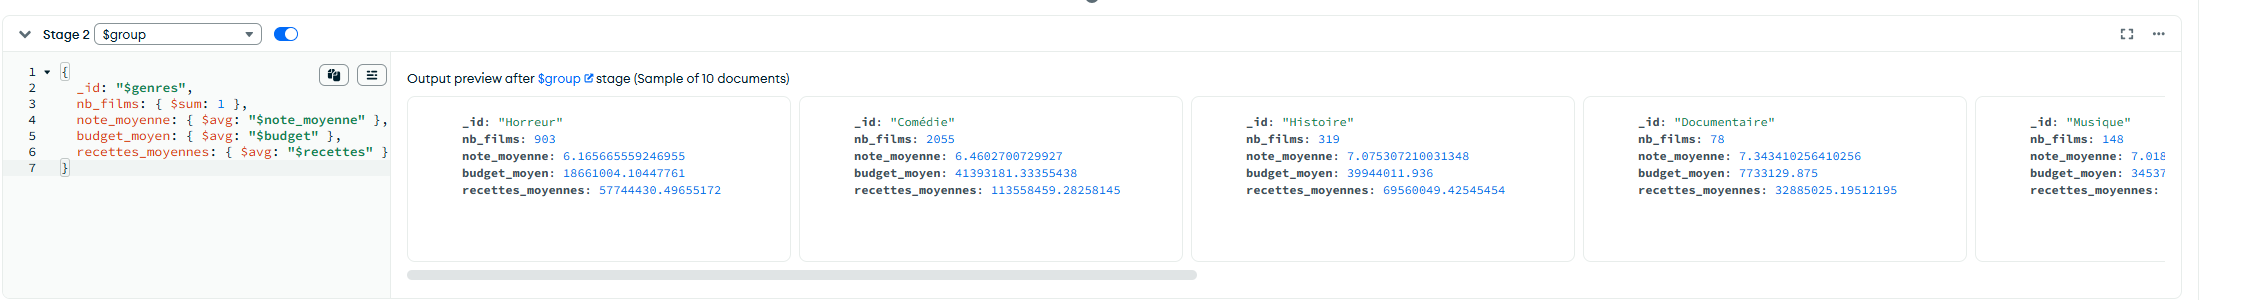 Stage 2 $group
1 {
2 _id: "$genres",
3 nb_films: { $sum: 1 },
4 note_moyenne: { $avg: "$note_moyenne" },
5 budget_moyen: { $avg: "$budget" },
6 recettes_moyennes: { $avg: "$recettes" }
7 }
Output preview after $group stage (Sample of 10 documents)
_id: "Horreur"
nb_films: 903
note_moyenne: 6.165665559246955
budget_moyen: 18661004.10447761
recettes_moyennes: 57744430.49655172
_id: "Comédie"
nb_films: 2055
note_moyenne: 6.4602700729927
budget_moyen: 41393181.33355438
recettes_moyennes: 113558459.28258145
_id: "Histoire"
nb_films: 319
note_moyenne: 7.075307210031348
budget_moyen: 39944011.936
recettes_moyennes: 69560049.42545454
_id: "Documentaire"
nb_films: 78
note_moyenne: 7.343410256410256
budget_moyen: 7733129.875
recettes_moyennes: 32885025.19512195
_id: "Musique"
nb_films: 148
note_moyenne: 7.018
budget_moyen: 34537
recettes_moyennes: